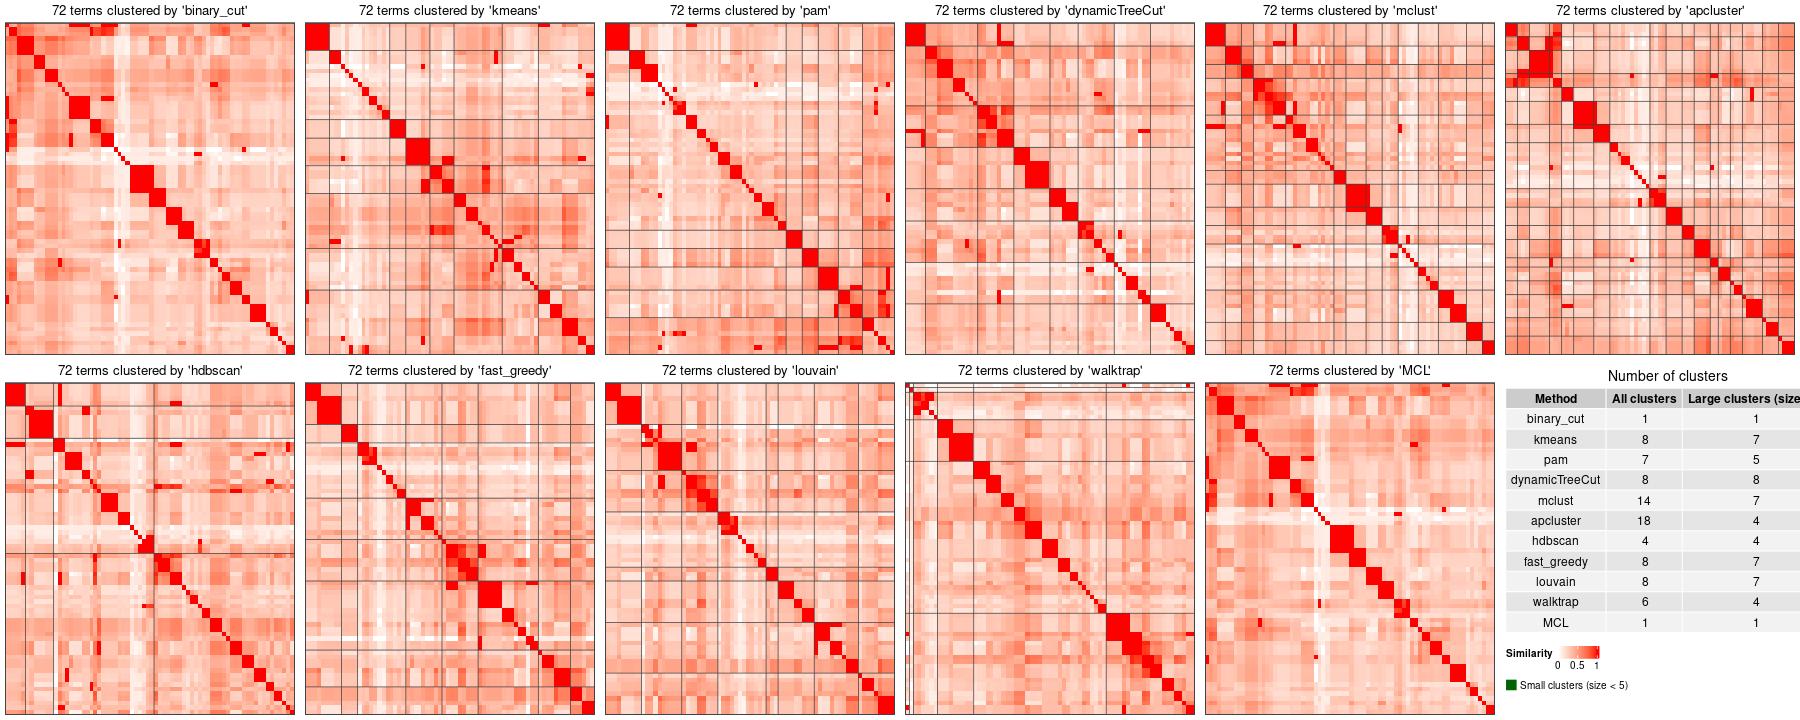 72 terms clustered by 'binary_cut'
72 terms clustered by 'kmeans'
72 terms clustered by 'pam'
72 terms clustered by 'dynamicTreeCut'
72 terms clustered by 'mclust'
72 terms clustered by 'apcluster'
72 terms clustered by 'hdbscan'
72 terms clustered by 'fast_greedy'
72 terms clustered by 'louvain'
72 terms clustered by 'walktrap'
72 terms clustered by 'MCL'
Number of clusters
Method All clusters Large clusters (size
binary_cut 1 1
kmeans 8 7
pam 7 5
dynamicTreeCut 8 8
mclust 14 7
apcluster 18 4
hdbscan 4 4
fast_greedy 8 7
louvain 8 7
walktrap 6 4
MCL 1 1
Similarity
0 0.5 1
Small clusters (size < 5)